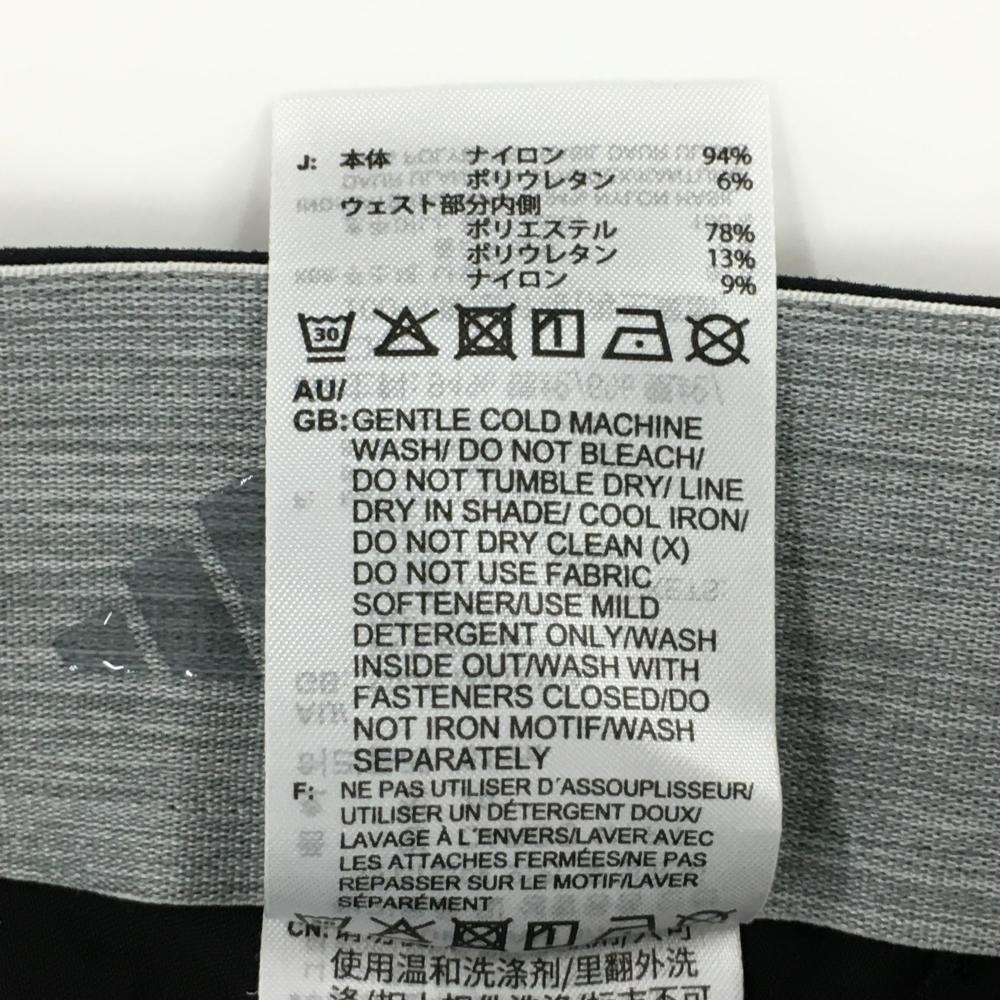 J: 本体 ナイロン 94%
ポリウレタン 6%
ウェスト部分内側
ポリエステル 78%
ポリウレタン 13%
ナイロン 9%
30
AU/
GB: GENTLE COLD MACHINE
WASH/ DO NOT BLEACH/
DO NOT TUMBLE DRY/ LINE
DRY IN SHADE/ COOL IRON/
DO NOT DRY CLEAN (X)
DO NOT USE FABRIC
SOFTENER/USE MILD
DETERGENT ONLY/WASH
INSIDE OUT/WASH WITH
FASTENERS CLOSED/DO
NOT IRON MOTIF/WASH
SEPARATELY
F: NE PAS UTILISER D´ASSOUPLISSEUR/
UTILISER UN DÉTERGENT DOUX/
LAVAGE À L´ENVERS/LAVER AVEC
LES ATTACHES FERMÉES/NE PAS
REPASSER SUR LE MOTIF/LAVER
SÉPARÉMENT
CN:
使用温和洗涤剂/里翻外洗